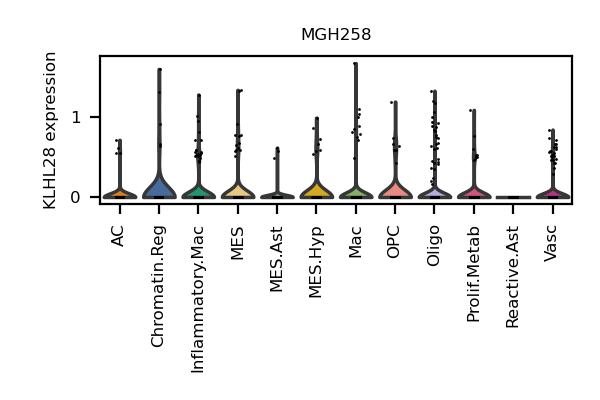 MGH258
KLHL28 expression
1
0
AC
Chromatin.Reg
Inflammatory.Mac
MES
MES.Ast
MES.Hyp
Mac
OPC
Oligo
Prolif.Metab
Reactive.Ast
Vasc